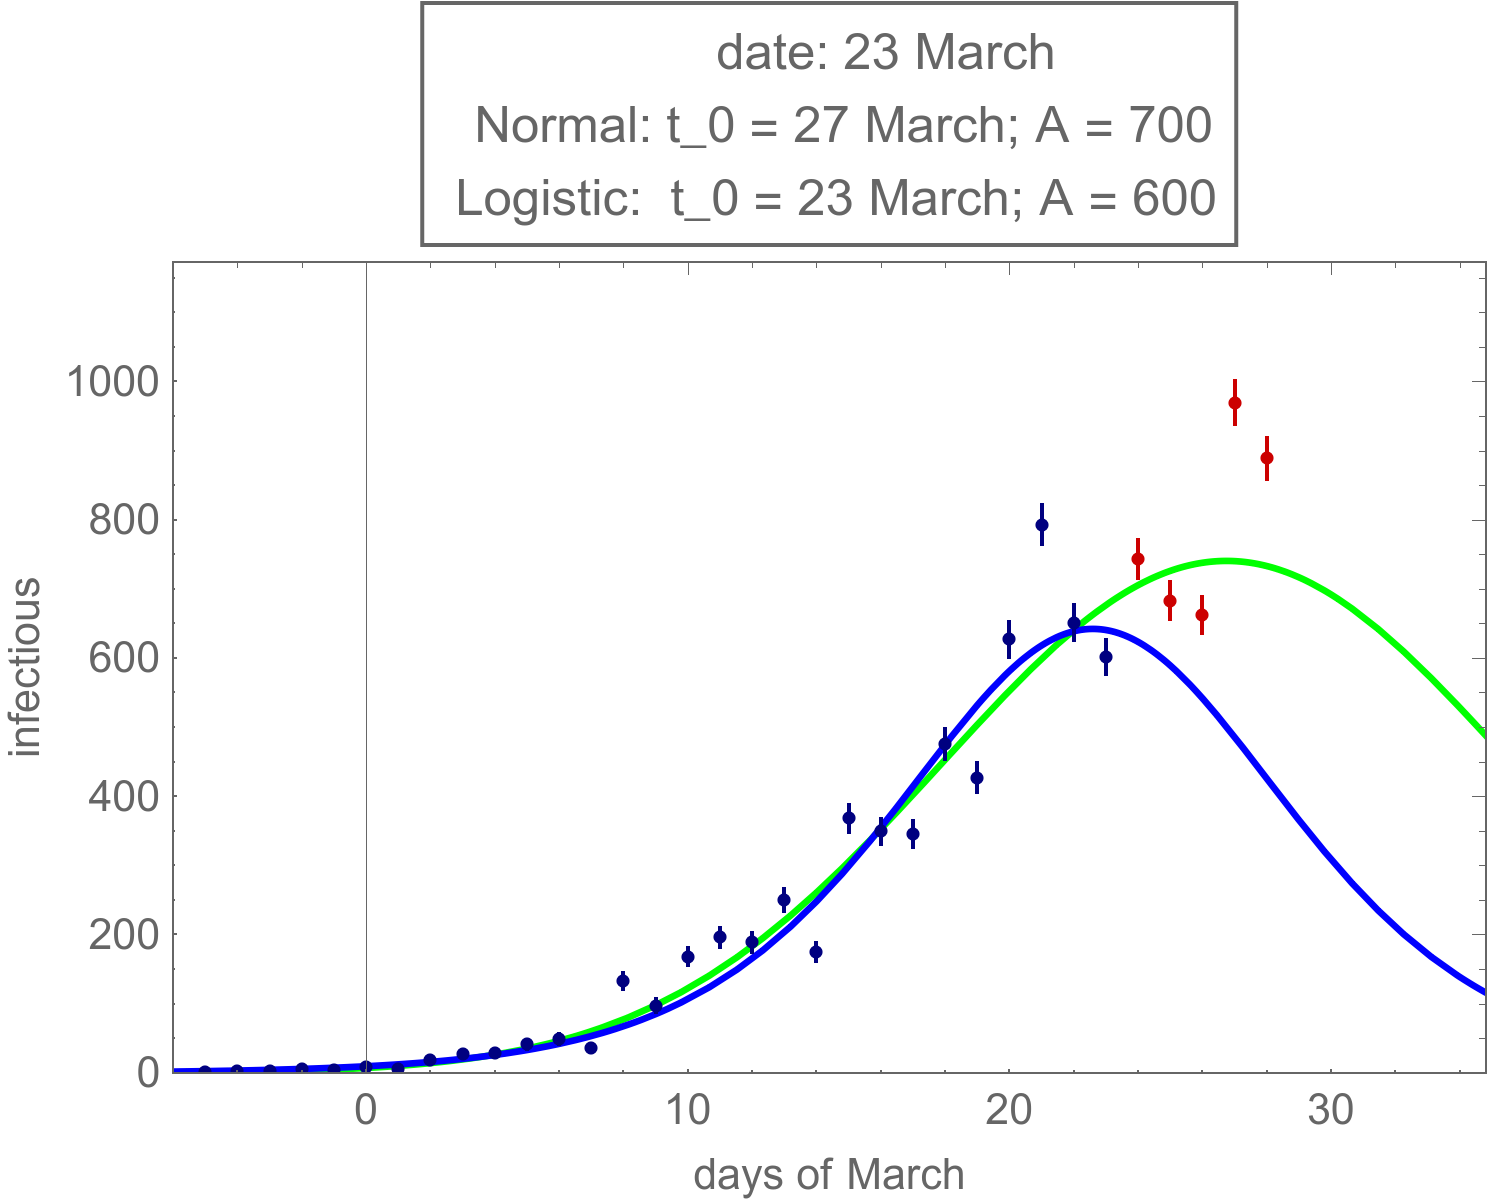 date: 23 March
Normal: t_0 = 27 March; A = 700
Logistic: t_0 = 23 March; A = 600
1000
800
600
400
200
0
infectious
0 10 20 30
days of March